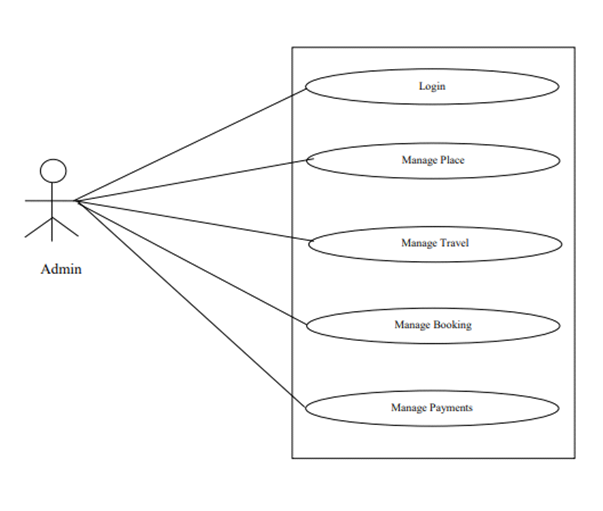 Login
Manage Place
Manage Travel
Admin
Manage Booking
Manage Payments